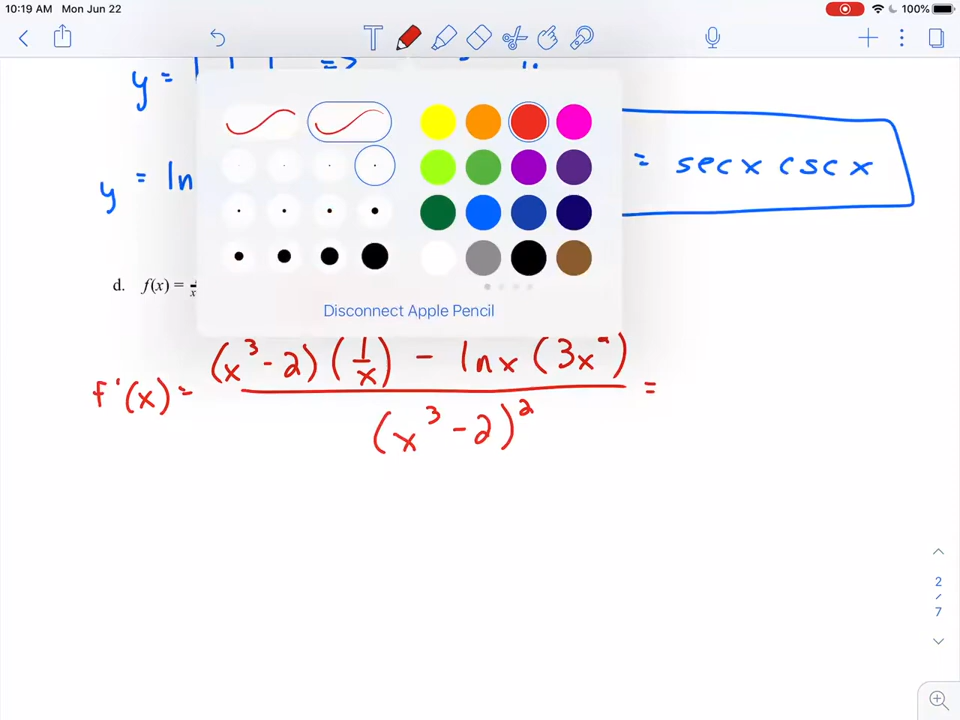 10:19 AM Mon Jun 22 100%
T
y =
y = ln = sec x csc x
d. f(x) =
Disconnect Apple Pencil
f'(x) = (x³ - 2)(1/x) - ln x (3x²) / (x³ - 2)² =
2
/
7